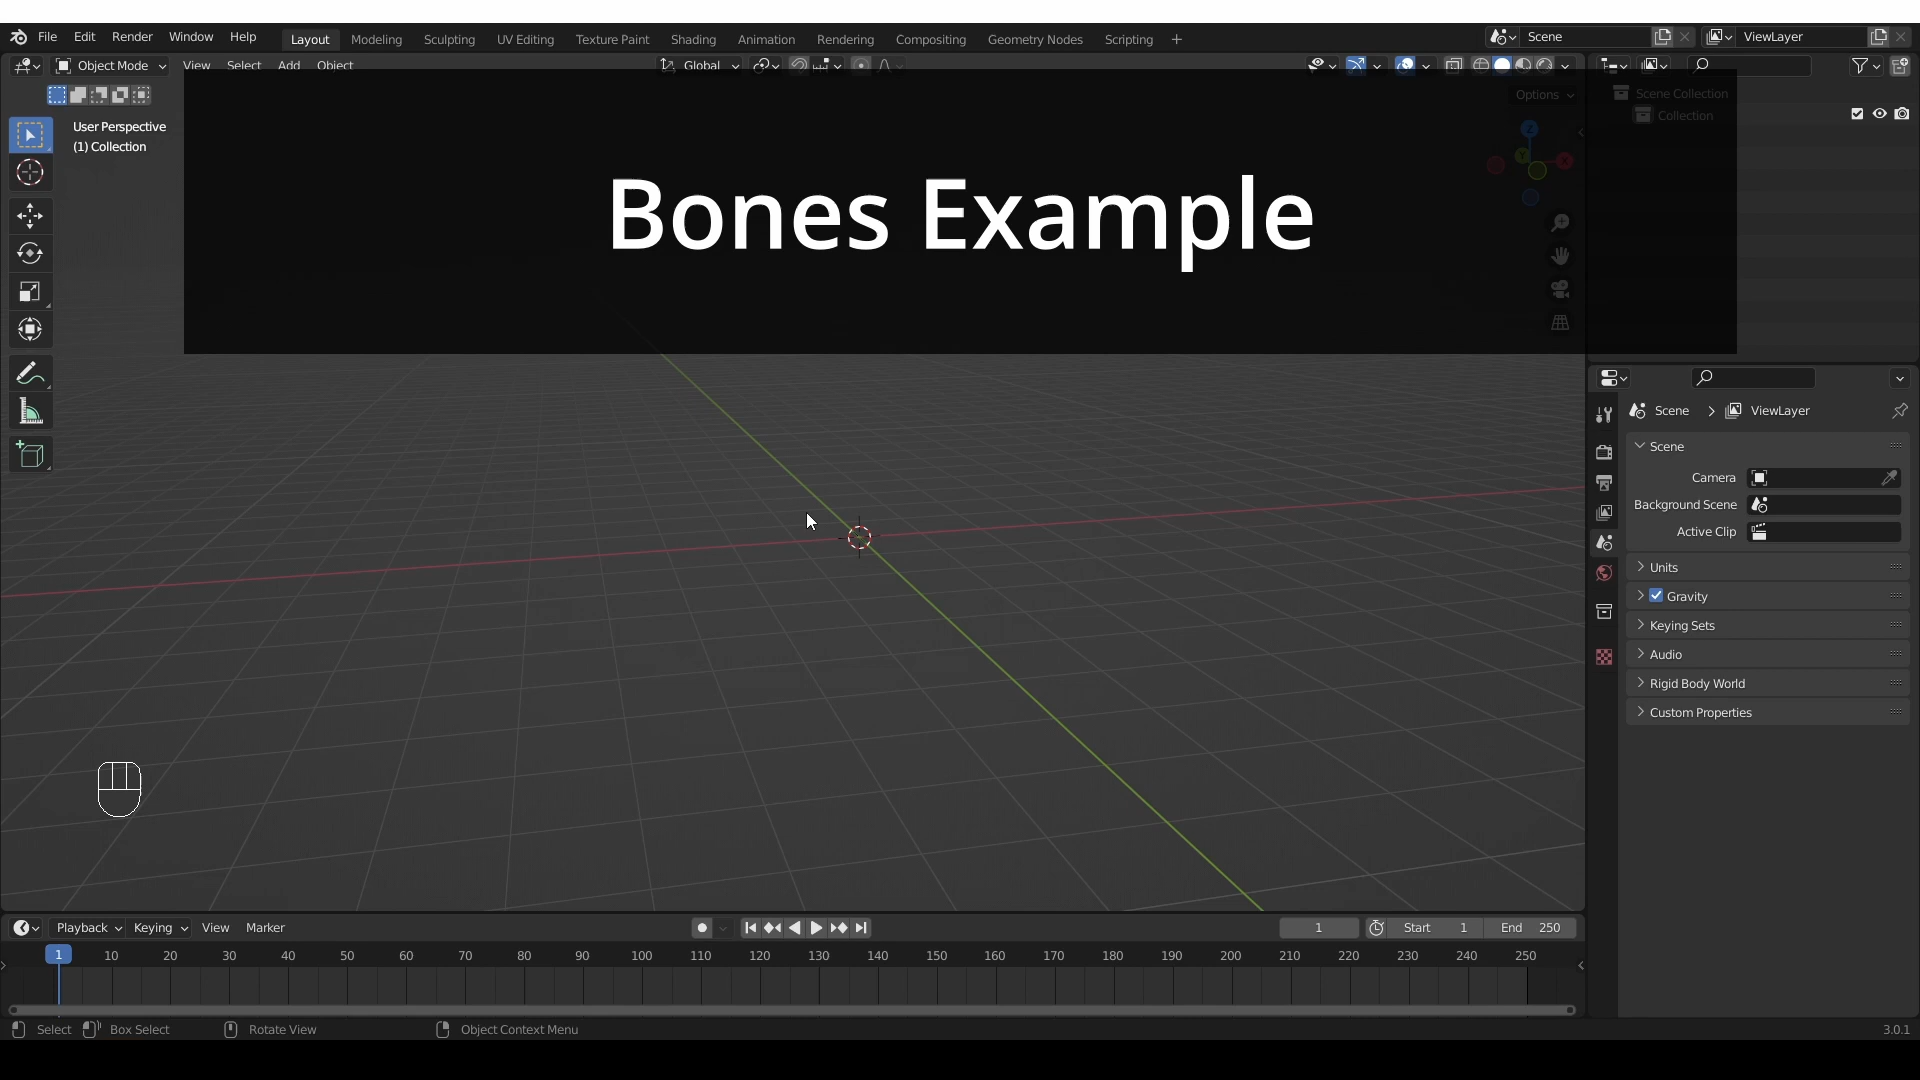 File Edit Render Window Help Layout Modeling Sculpting UV Editing Texture Paint Shading Animation Rendering Compositing Geometry Nodes Scripting + Scene ViewLayer
Object Mode View Select Add Object Global
Options
User Perspective
(1) Collection
Bones Example
Z
Y
X
Scene Collection
Collection
Scene > ViewLayer
Scene
Camera
Background Scene
Active Clip
Units
Gravity
Keying Sets
Audio
Rigid Body World
Custom Properties
Playback Keying View Marker 1 Start 1 End 250
1 10 20 30 40 50 60 70 80 90 100 110 120 130 140 150 160 170 180 190 200 210 220 230 240 250
Select Box Select Rotate View Object Context Menu 3.0.1